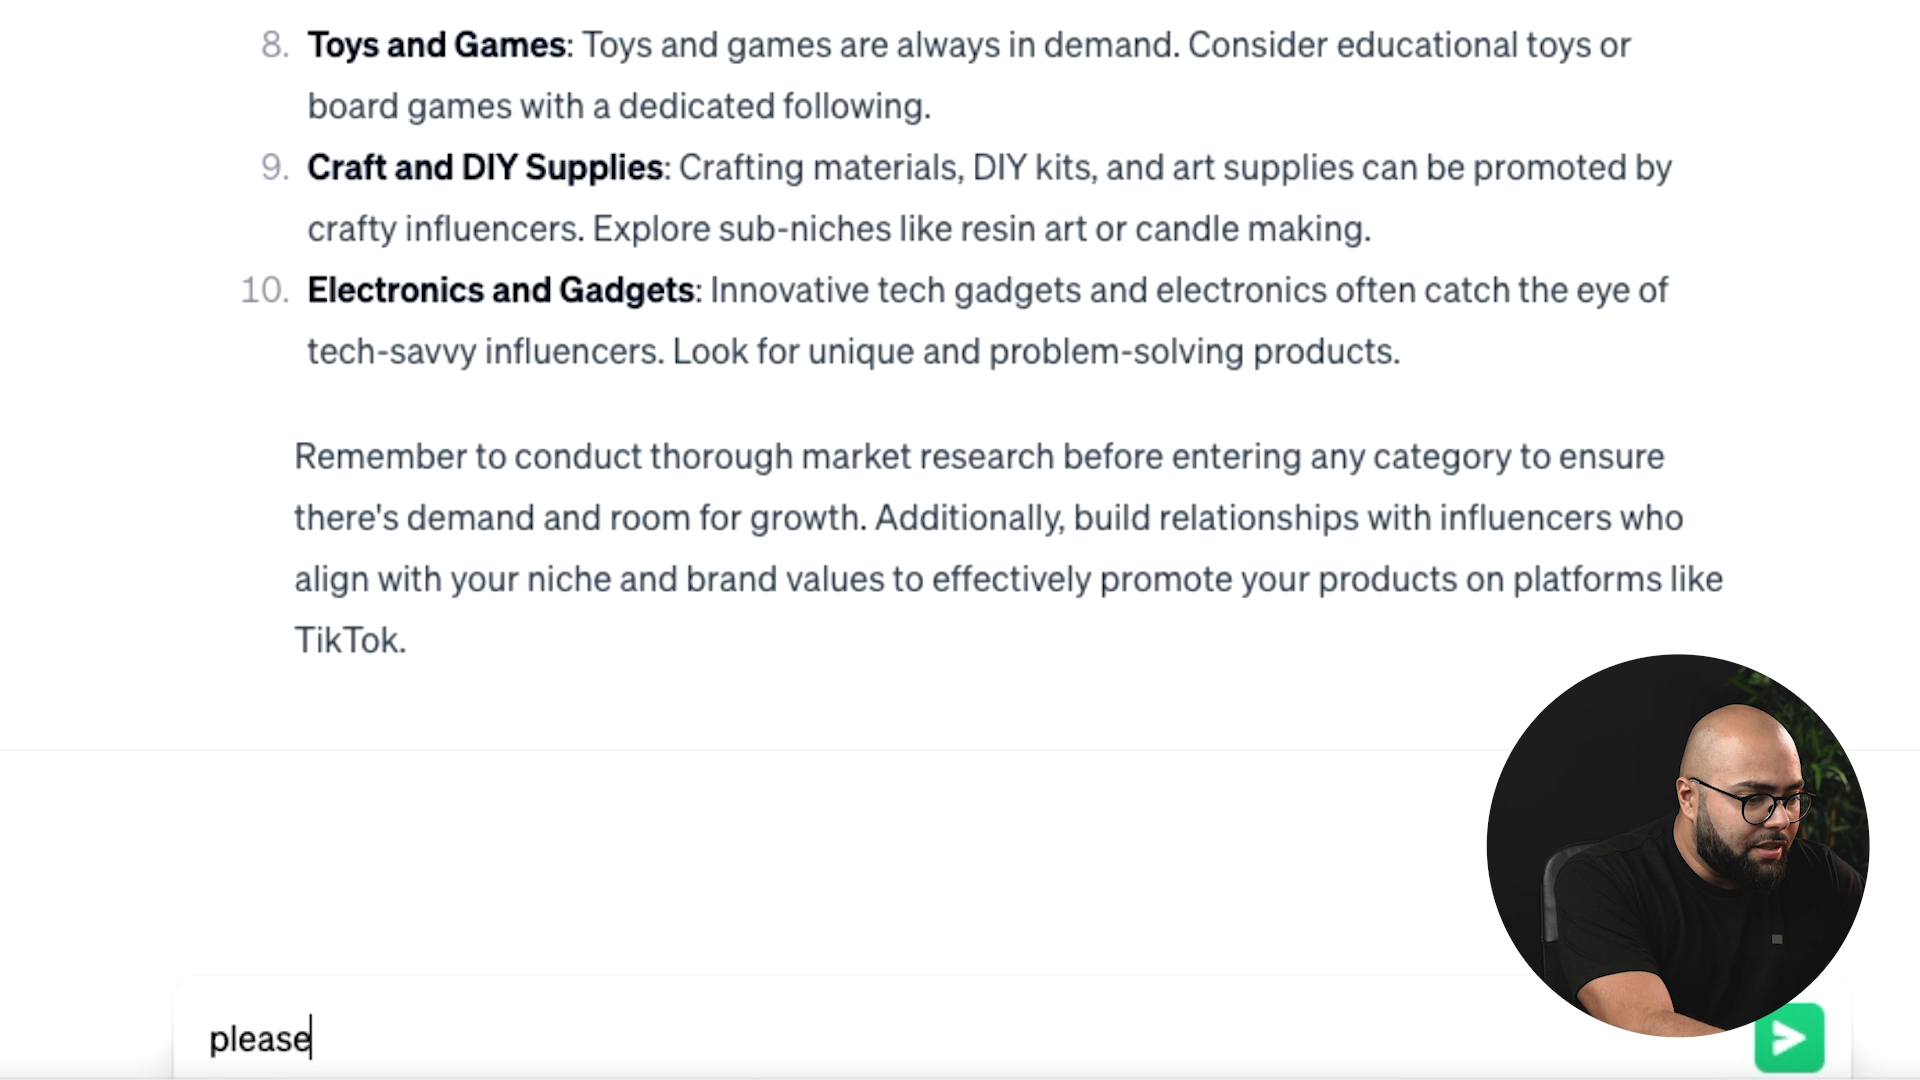 8. Toys and Games: Toys and games are always in demand. Consider educational toys or
board games with a dedicated following.
9. Craft and DIY Supplies: Crafting materials, DIY kits, and art supplies can be promoted by
crafty influencers. Explore sub-niches like resin art or candle making.
10. Electronics and Gadgets: Innovative tech gadgets and electronics often catch the eye of
tech-savvy influencers. Look for unique and problem-solving products.
Remember to conduct thorough market research before entering any category to ensure
there's demand and room for growth. Additionally, build relationships with influencers who
align with your niche and brand values to effectively promote your products on platforms like
TikTok.
please